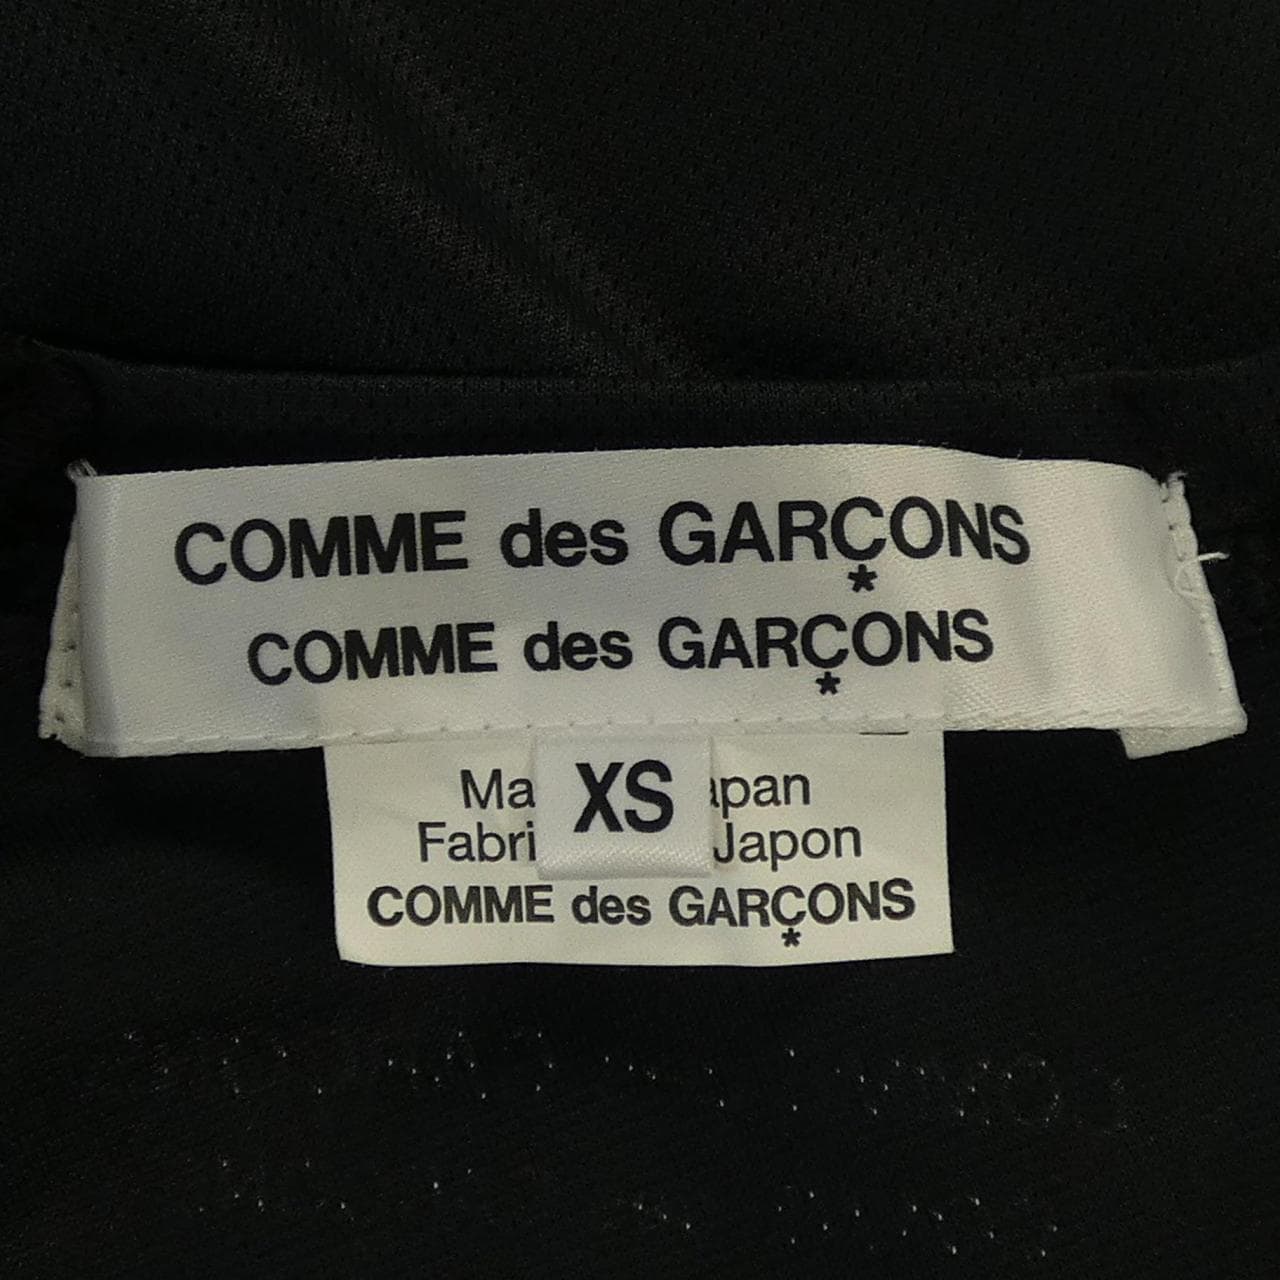 COMME des GARÇONS
*
COMME des GARÇONS
*
XS
Ma apan
Fabri Japon
COMME des GARÇONS
*